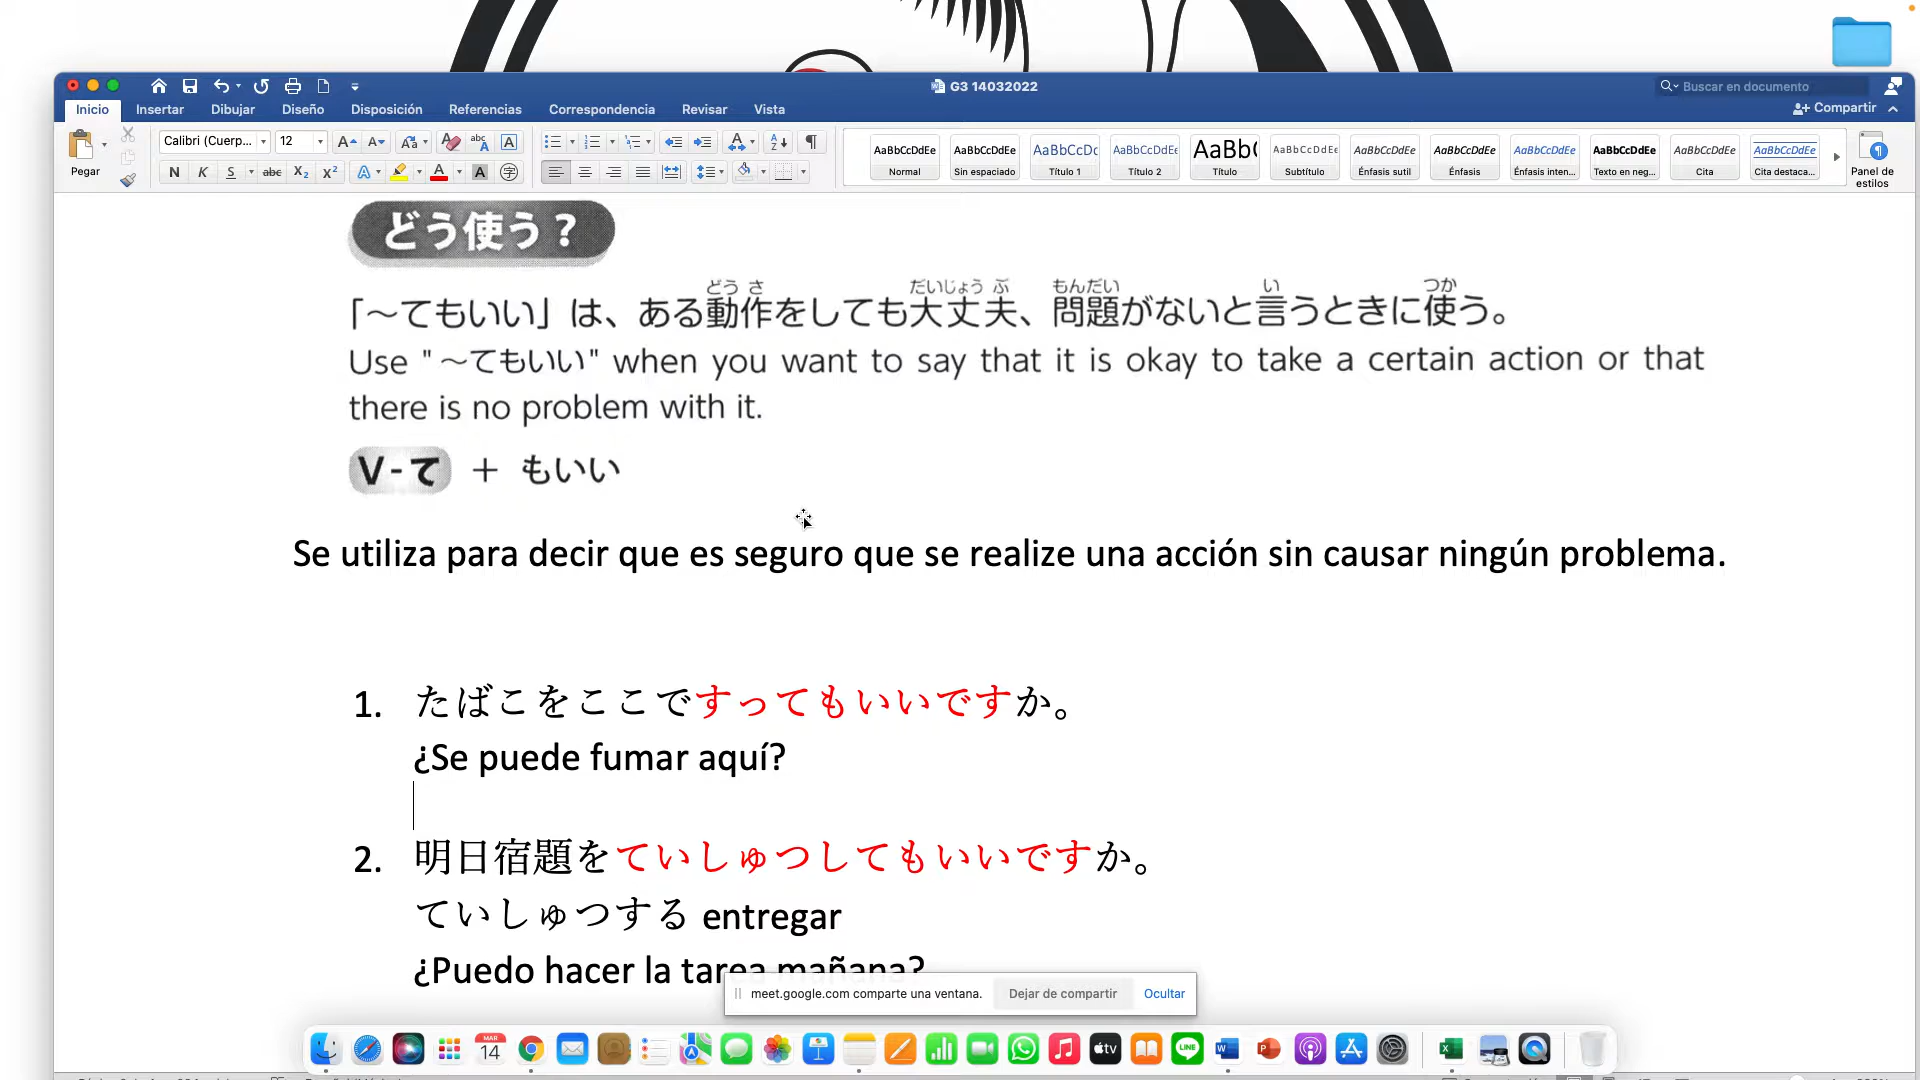 G3 14032022
Buscar en documento
Inicio Insertar Dibujar Diseño Disposición Referencias Correspondencia Revisar Vista
Compartir
Pegar
Calibri (Cuerp... 12
N K S abc X₂ X²
AaBbCcDdEe AaBbCcDdEe AaBbCcDc AaBbCcDdEe AaBb( AaBbCcDdEe AaBbCcDdEe AaBbCcDdEe AaBbCcDdEe AaBbCcDdEe AaBbCcDdEe AaBbCcDdEe
Normal Sin espaciado Título 1 Título 2 Título Subtítulo Énfasis sutil Énfasis Énfasis inten... Texto en neg... Cita Cita destaca...
Panel de estilos
どう使う？
どうさ だいじょうぶ もんだい い つか
「～てもいい」は、ある動作をしても大丈夫、問題がないと言うときに使う。
Use "～てもいい" when you want to say that it is okay to take a certain action or that
there is no problem with it.
V-て + もいい
Se utiliza para decir que es seguro que se realize una acción sin causar ningún problema.
1. たばこをここですってもいいですか。
¿Se puede fumar aquí?
2. 明日宿題をていしゅつしてもいいですか。
ていしゅつする entregar
¿Puedo hacer la tarea mañana?
meet.google.com comparte una ventana. Dejar de compartir Ocultar
MAR
14
tv
LINE